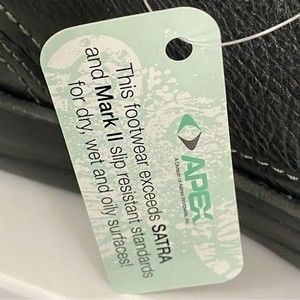 APEX
This footwear exceeds SATRA
and Mark II slip resistant standards
for dry, wet and oily surfaces!